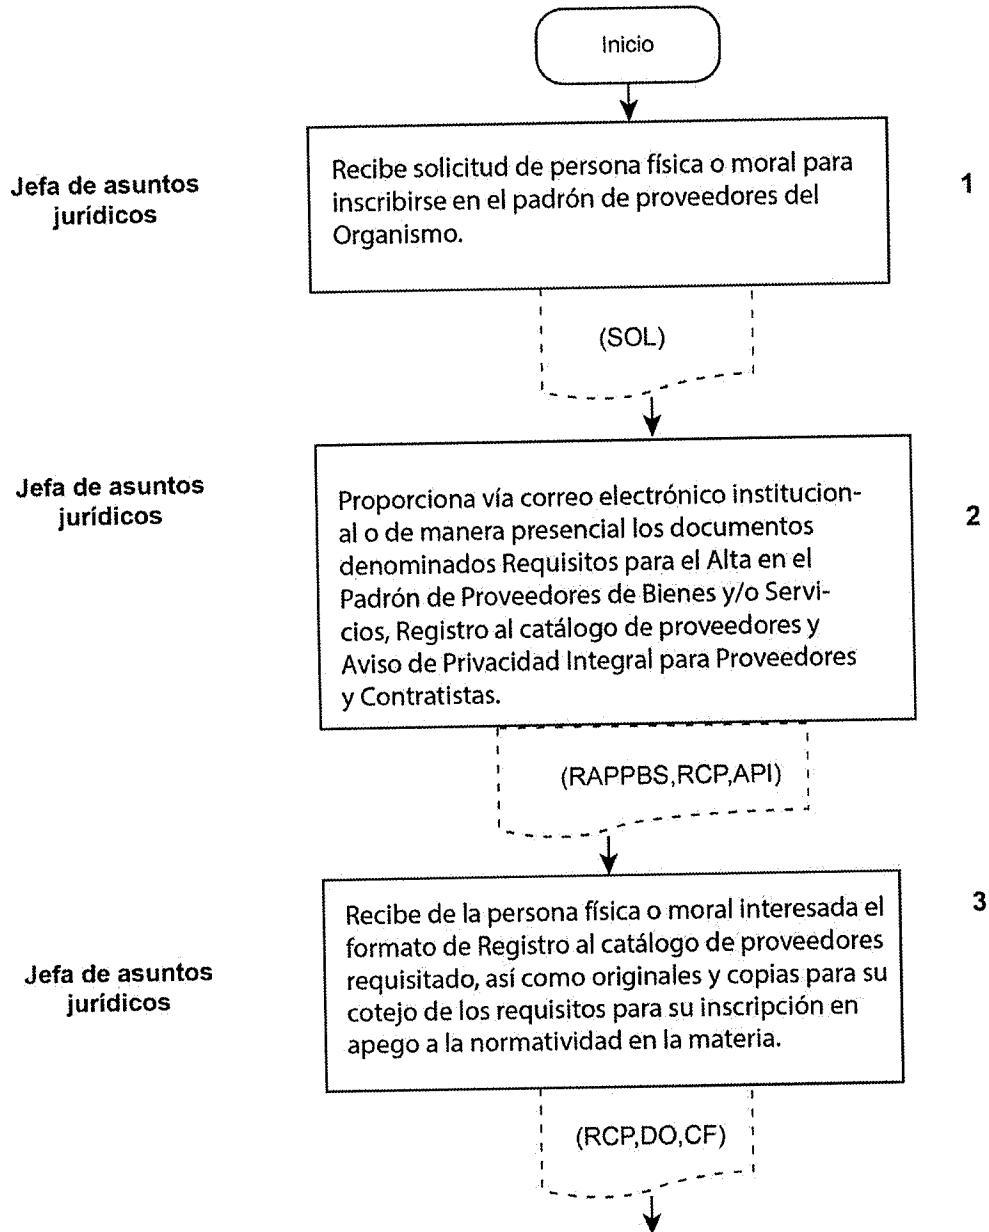 Inicio
Jefa de asuntos
jurídicos
Recibe solicitud de persona física o moral para
inscribirse en el padrón de proveedores del
Organismo.
1
(SOL)
Jefa de asuntos
jurídicos
Proporciona vía correo electrónico institucion-
al o de manera presencial los documentos
denominados Requisitos para el Alta en el
Padrón de Proveedores de Bienes y/o Servi-
cios, Registro al catálogo de proveedores y
Aviso de Privacidad Integral para Proveedores
y Contratistas.
2
(RAPPBS,RCP,API)
Jefa de asuntos
jurídicos
Recibe de la persona física o moral interesada el
formato de Registro al catálogo de proveedores
requisitado, así como originales y copias para su
cotejo de los requisitos para su inscripción en
apego a la normatividad en la materia.
3
(RCP,DO,CF)